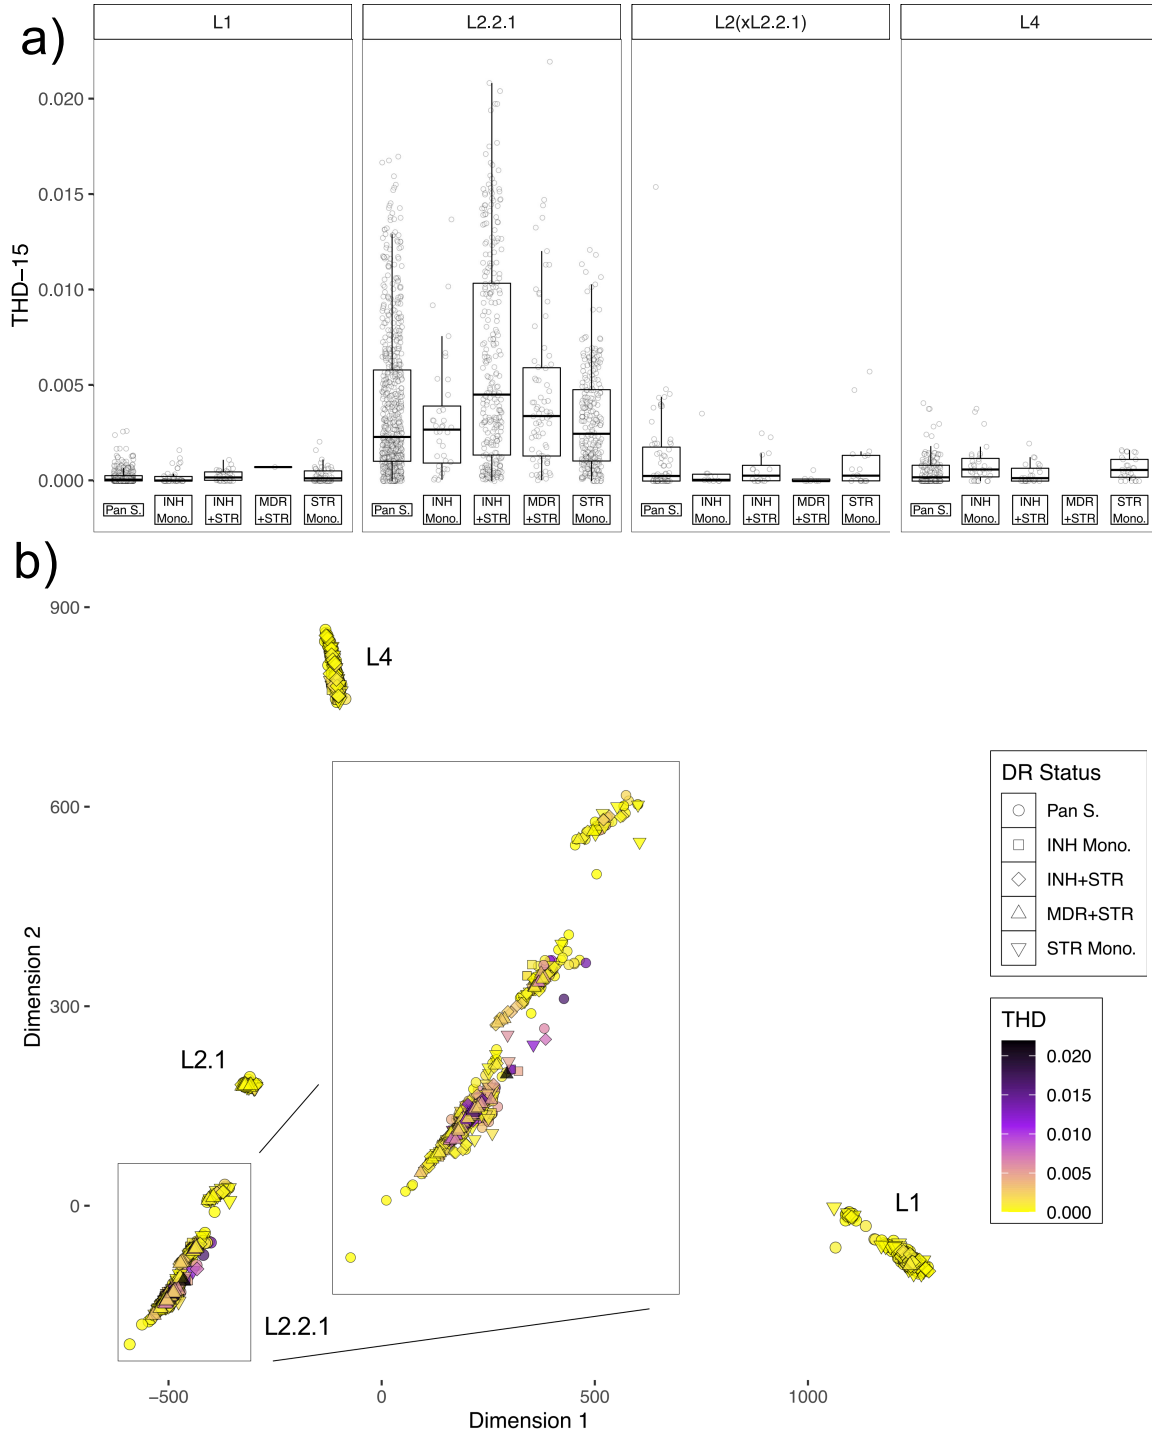 a)
L1
L2.2.1
L2(xL2.2.1)
L4
THD−15
0.020
0.015
0.010
0.005
0.000
Pan S.
INH Mono.
INH +STR
MDR +STR
STR Mono.
Pan S.
INH Mono.
INH +STR
MDR +STR
STR Mono.
Pan S.
INH Mono.
INH +STR
MDR +STR
STR Mono.
Pan S.
INH Mono.
INH +STR
MDR +STR
STR Mono.
b)
900
600
300
0
Dimension 2
L4
L2.1
L2.2.1
L1
−500
0
500
1000
Dimension 1
DR Status
Pan S.
INH Mono.
INH+STR
MDR+STR
STR Mono.
THD
0.020
0.015
0.010
0.005
0.000